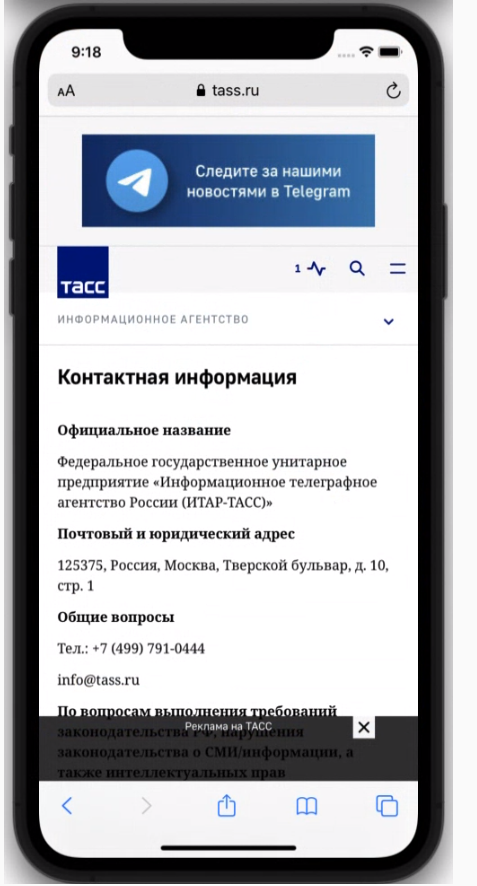 9:18
AA
tass.ru
Следите за нашими
новостями в Telegram
ТАСС
1
ИНФОРМАЦИОННОЕ АГЕНТСТВО
Контактная информация
Официальное название
Федеральное государственное унитарное
предприятие «Информационное телеграфное
агентство России (ИТАР-ТАСС)»
Почтовый и юридический адрес
125375, Россия, Москва, Тверской бульвар, д. 10,
стр. 1
Общие вопросы
Тел.: +7 (499) 791-0444
info@tass.ru
По вопросам выполнения требований
Реклама на ТАСС
законодательства РФ, нарушения
законодательства о СМИ/информации, а
также интеллектуальных прав